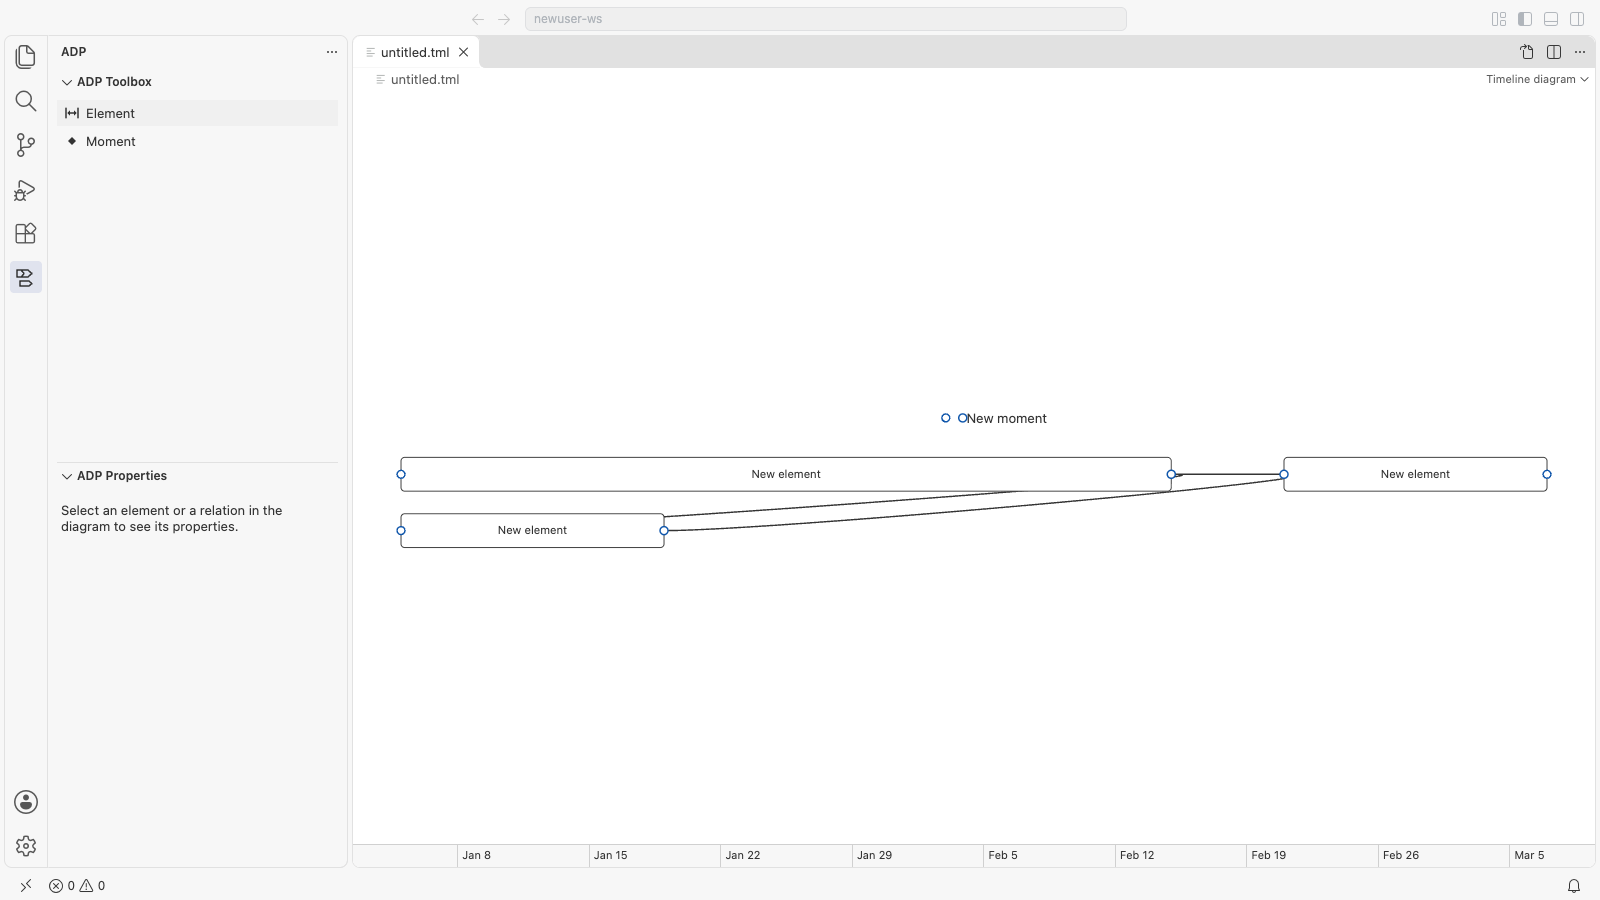 newuser-ws
ADP
ADP Toolbox
Element
Moment
ADP Properties
Select an element or a relation in the
diagram to see its properties.
untitled.tml
untitled.tml
Timeline diagram
New moment
New element
New element
New element
Jan 8
Jan 15
Jan 22
Jan 29
Feb 5
Feb 12
Feb 19
Feb 26
Mar 5
0
0